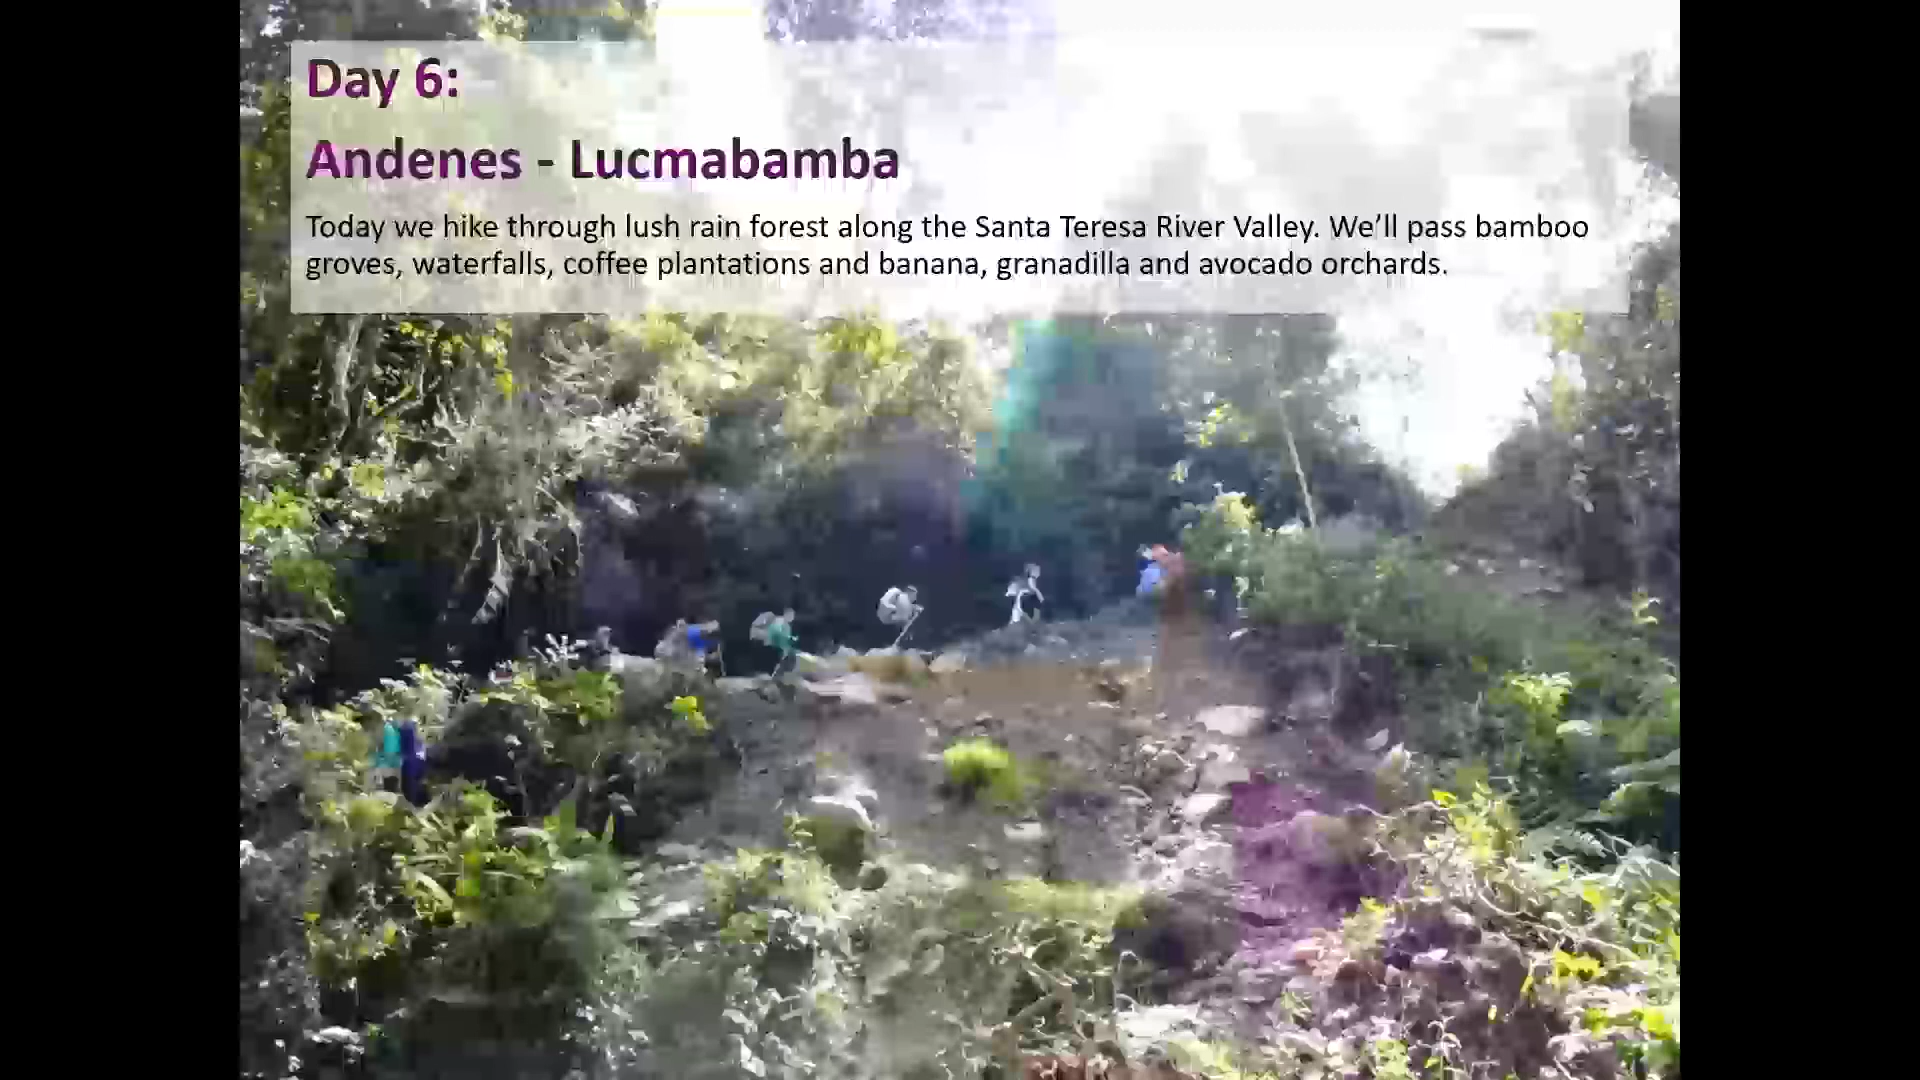 Day 6:
Andenes - Lucmabamba
Today we hike through lush rain forest along the Santa Teresa River Valley. We’ll pass bamboo
groves, waterfalls, coffee plantations and banana, granadilla and avocado orchards.